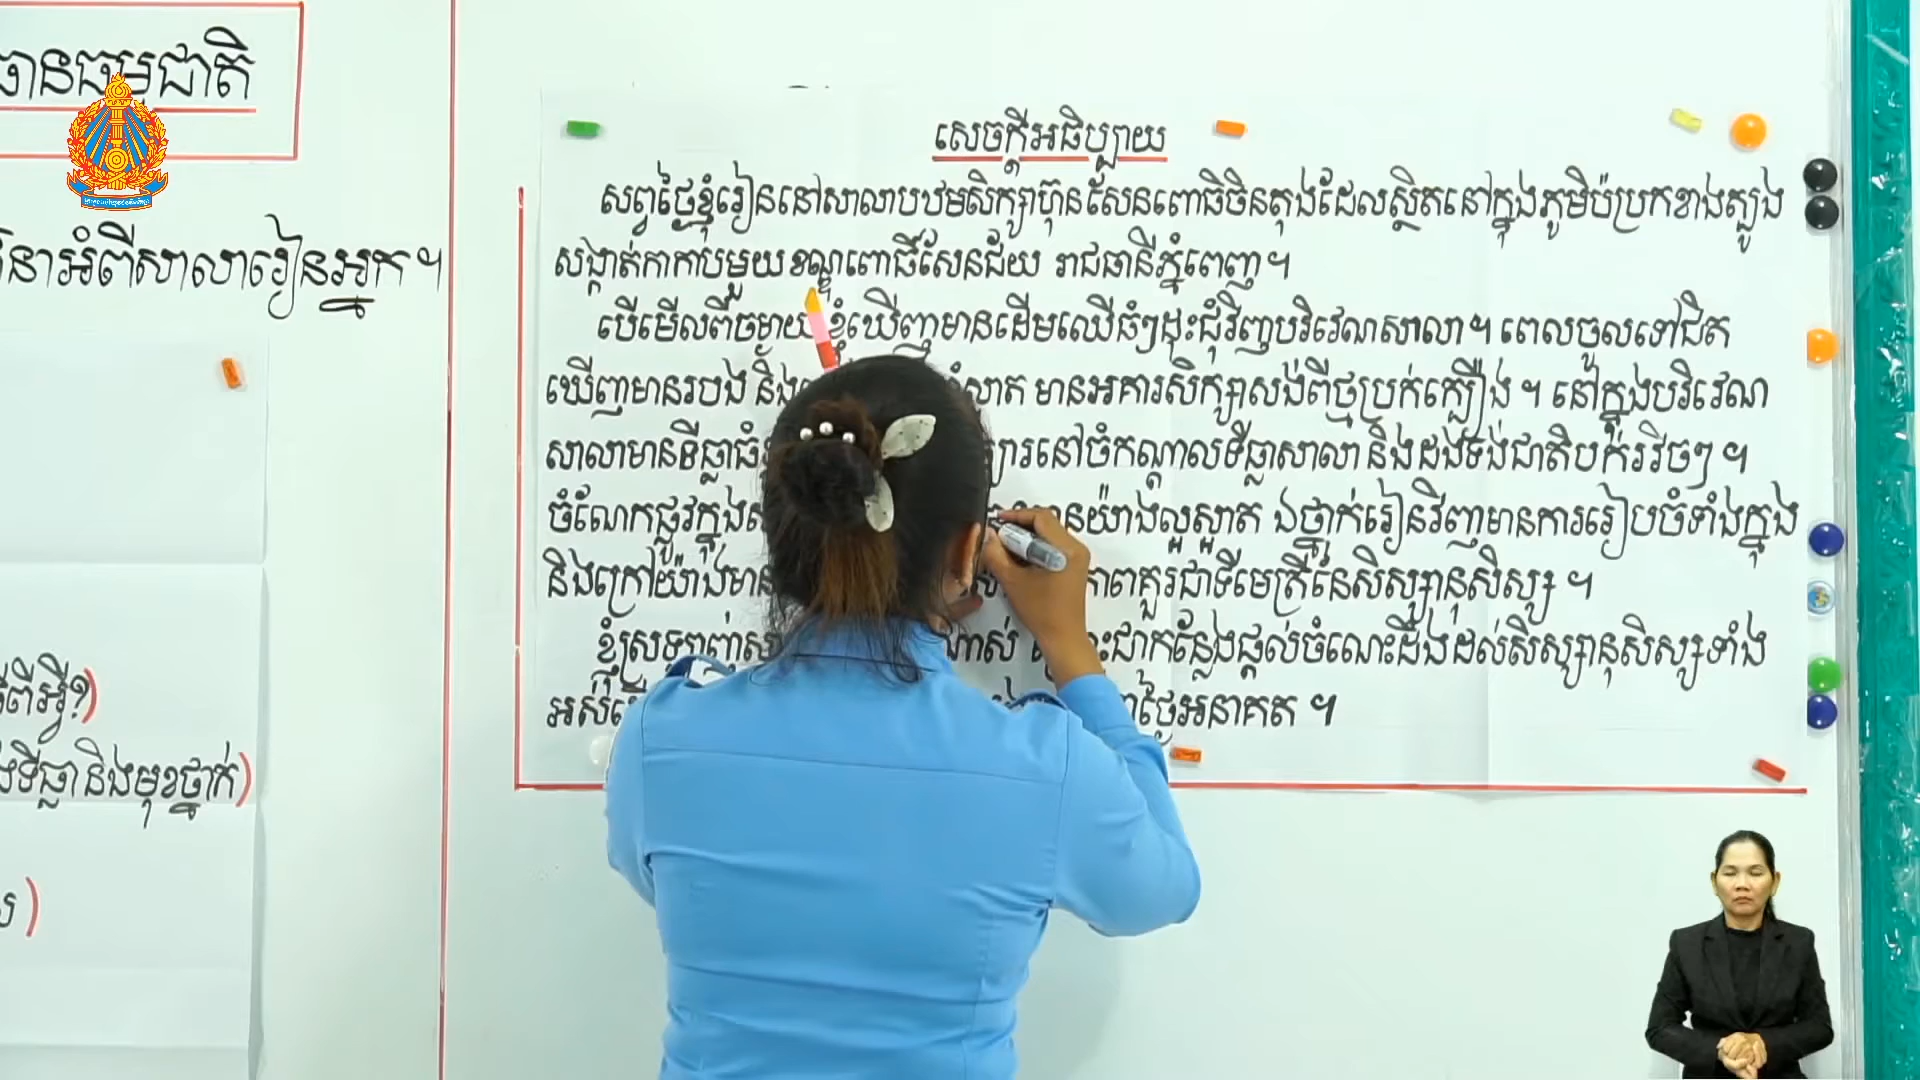 សេចក្ដីអធិប្បាយ
សព្វថ្ងៃខ្ញុំរៀននៅសាលាបឋមសិក្សាហ៊ុនសែនពោធិចិនតុងដែលស្ថិតនៅក្នុងភូមិប៉ប្រកខាងត្បូង
សង្កាត់កាកាប់មួយ ខណ្ឌពោធិ៍សែនជ័យ រាជធានីភ្នំពេញ។
បើមើលពីចម្ងាយ ខ្ញុំឃើញមានដើមឈើធំៗដុះជុំវិញបរិវេណសាលា។ ពេលចូលទៅជិត
ឃើញមានរបង និង មានអគារសិក្សាសង់ពីថ្មប្រក់ក្បឿង។ នៅក្នុងបរិវេណ
សាលាមានទីធ្លាធំ នៅចំកណ្ដាលទីធ្លាសាលា និងដងទង់ជាតិបក់រវិចៗ។
ចំណែកផ្លូវក្នុង យ៉ាងល្អស្អាត ឯថ្នាក់រៀនវិញមានការរៀបចំទាំងក្នុង
និងក្រៅយ៉ាងមាន គួរជាទីមេត្រីនៃសិស្សានុសិស្ស។
ខ្ញុំស្រឡាញ់ ណាស់ ជាកន្លែងផ្ដល់ចំណេះដឹងដល់សិស្សានុសិស្សទាំង
ថ្ងៃអនាគត។
ធានធម្មជាតិ
អំពីសាលារៀនអ្នក។
ពីអ្វី?)
ទីធ្លា និងមុខថ្នាក់)